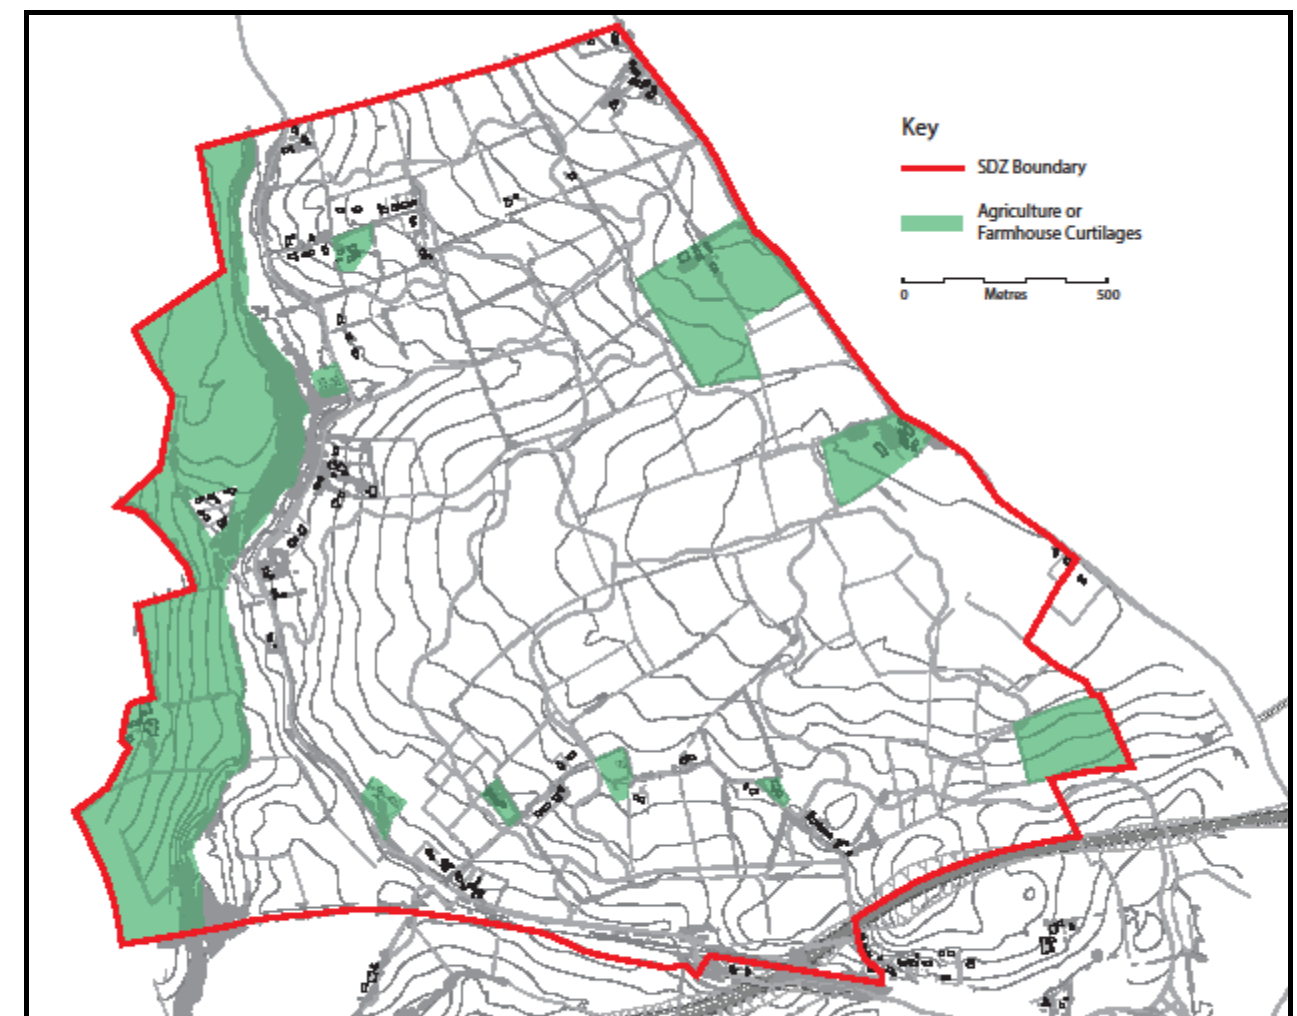 Key
SDZ Boundary
Agriculture or
Farmhouse Curtilages
0 Metres 500